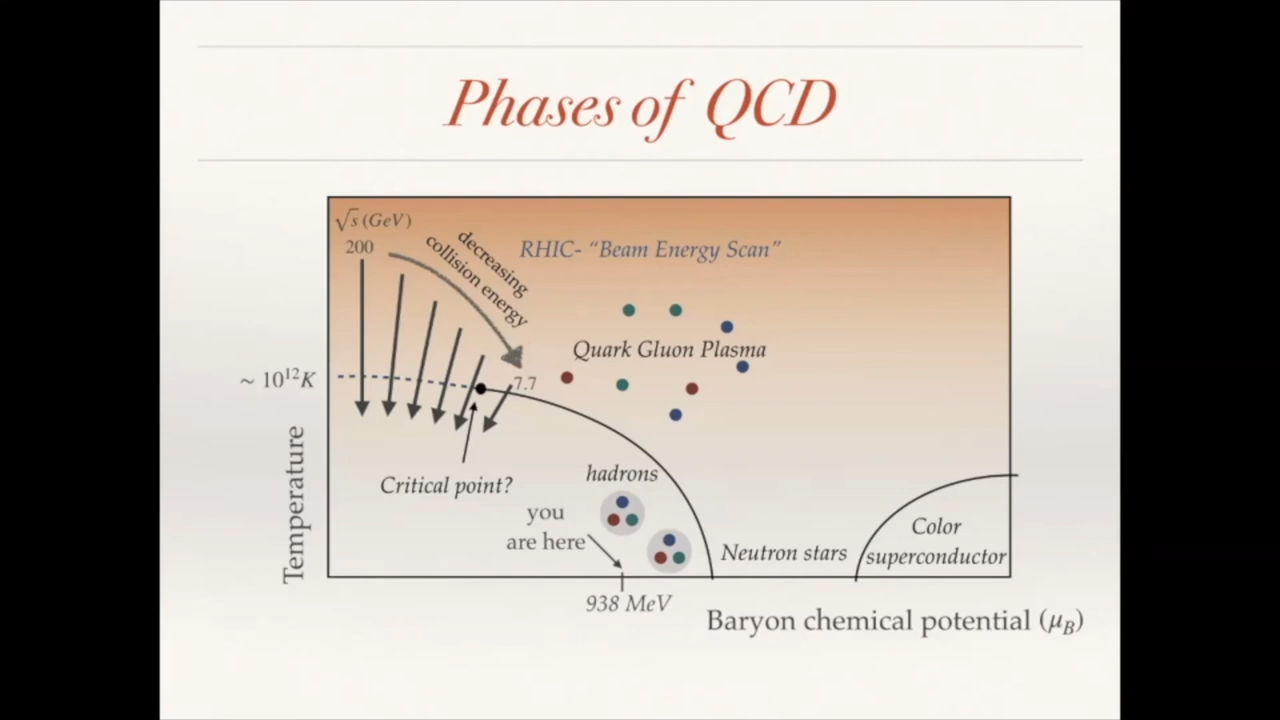 Phases of QCD
√s (GeV)
200
decreasing
collision energy
RHIC- “Beam Energy Scan”
Quark Gluon Plasma
~ 10¹²K
7.7
Critical point?
hadrons
you
are here
Neutron stars
Color
superconductor
938 MeV
Temperature
Baryon chemical potential (μ_B)